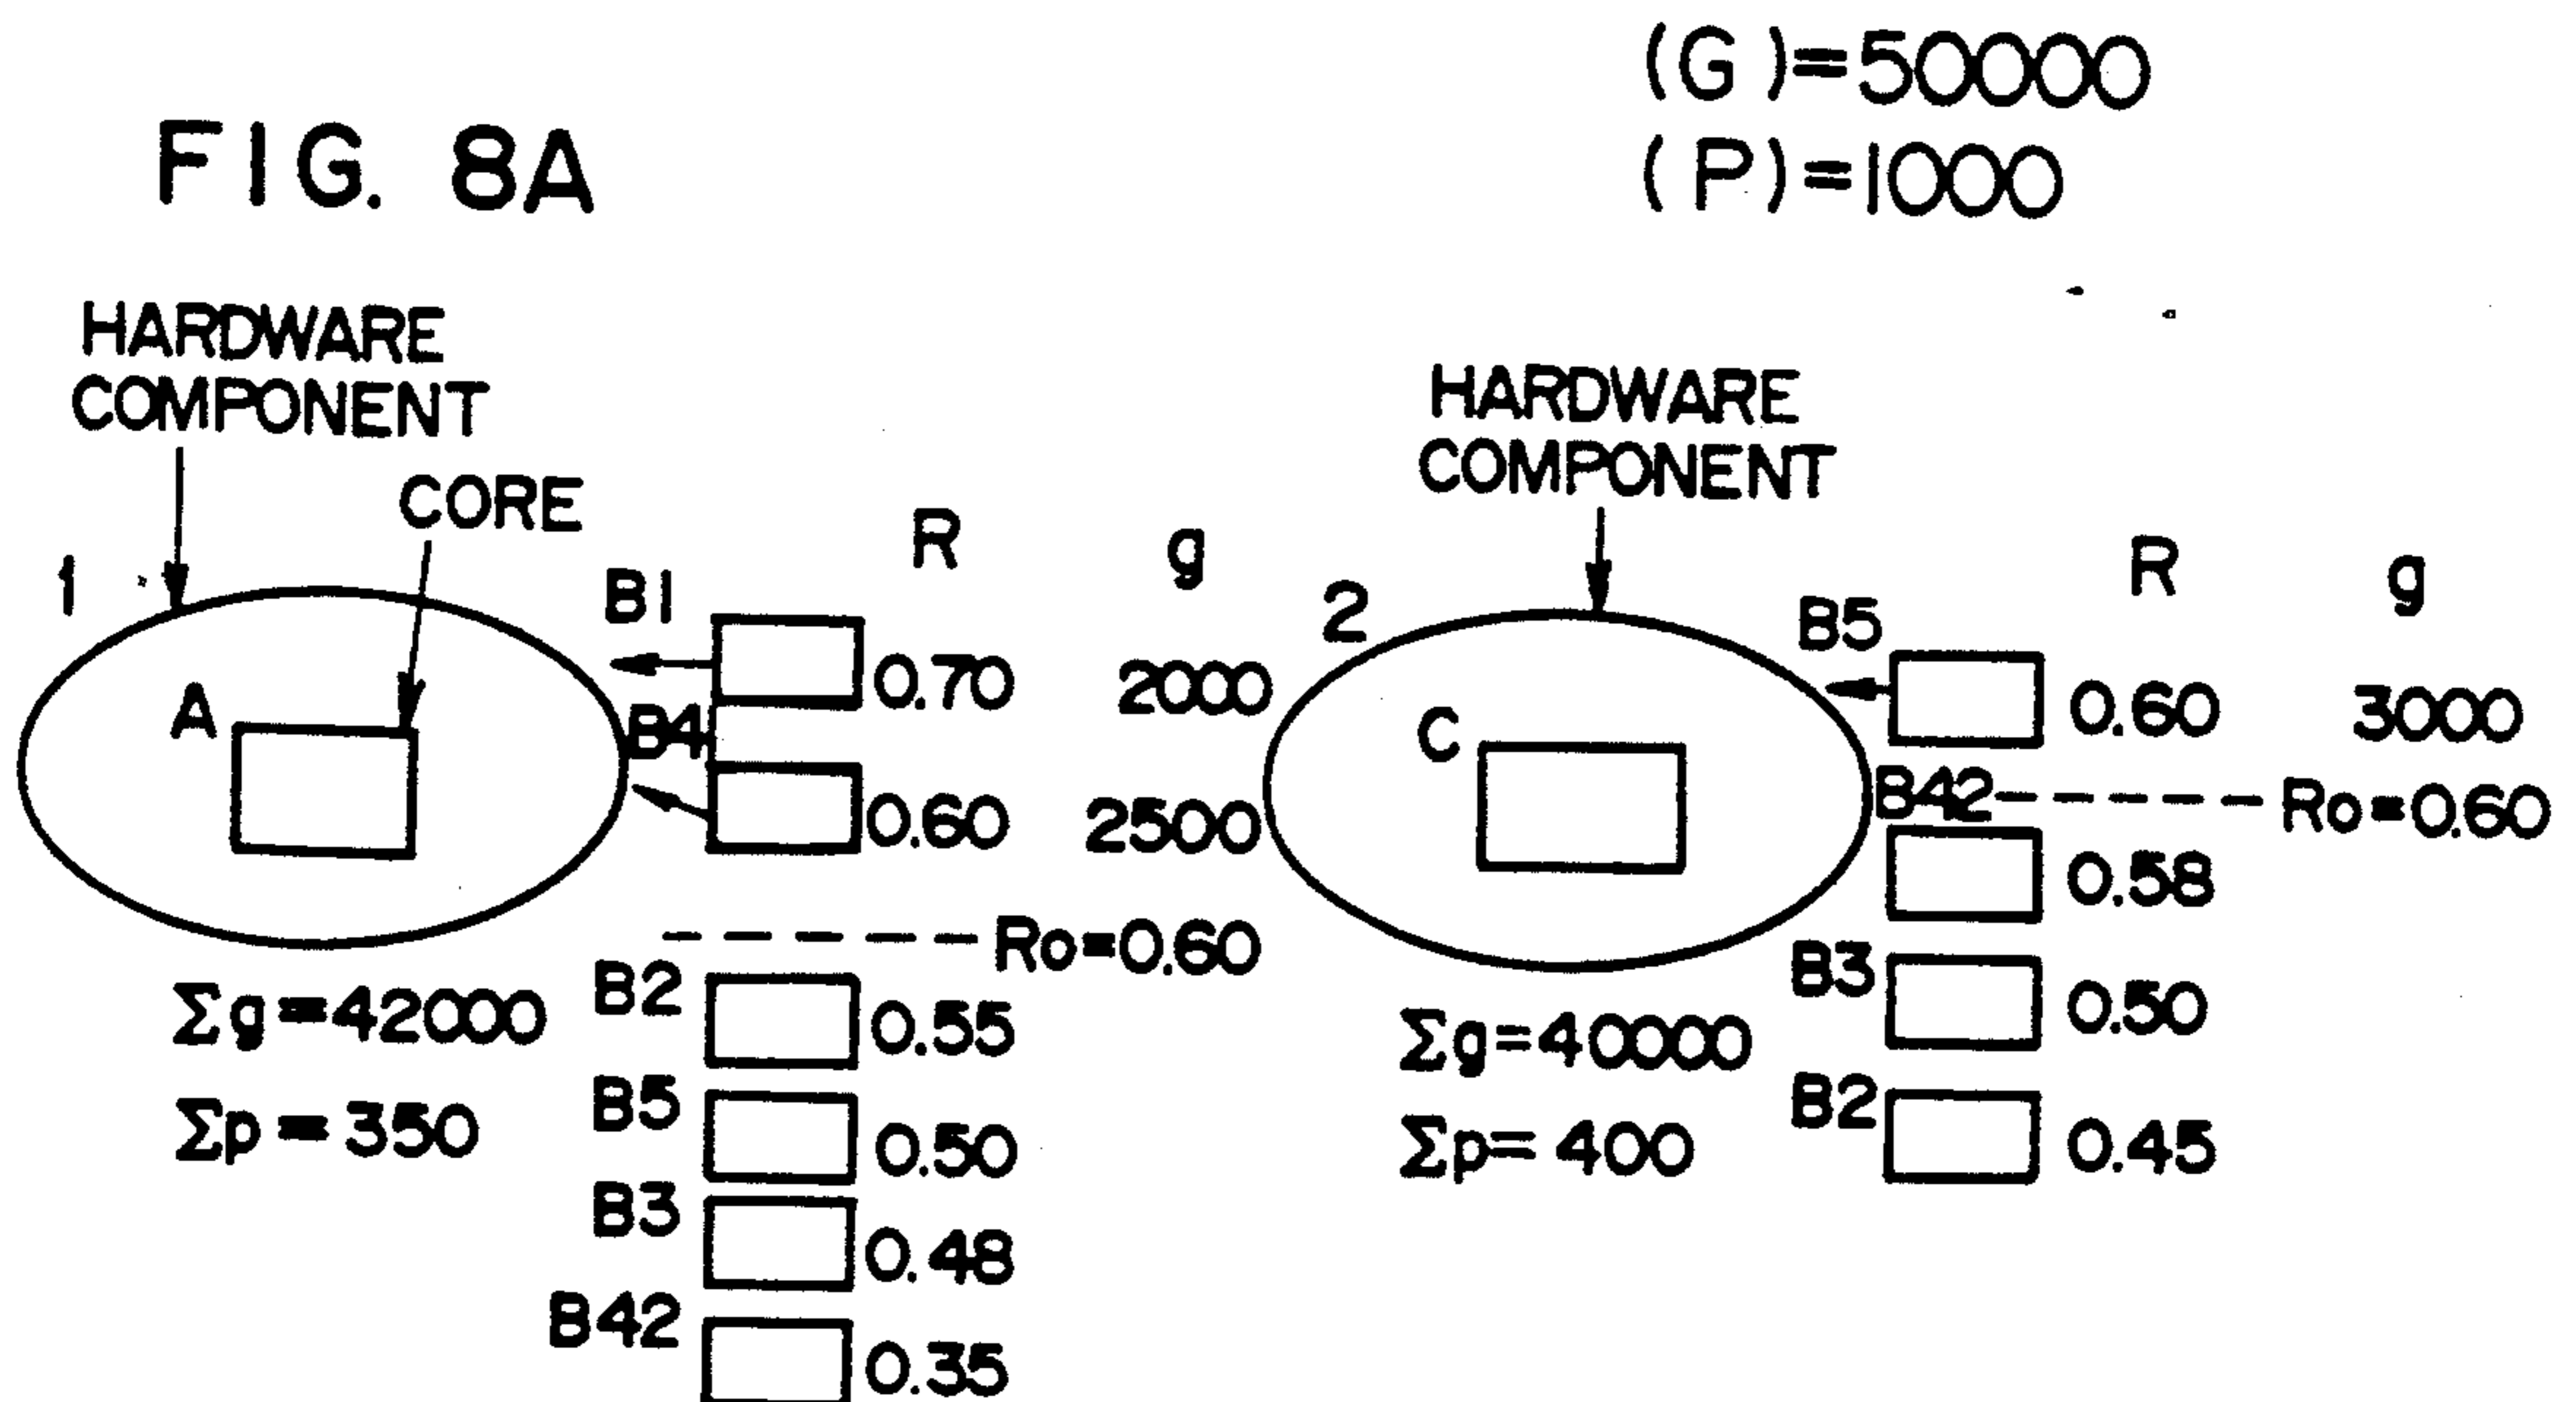 (G)=50000
(P)=1000
FIG. 8A
HARDWARE
COMPONENT
CORE
1
A
R
g
B1
0.70
2000
B4
0.60
2500
Ro=0.60
B2
0.55
B5
0.50
B3
0.48
B42
0.35
Σg=42000
Σp=350
HARDWARE
COMPONENT
2
C
R
g
B5
0.60
3000
B42
Ro=0.60
0.58
B3
0.50
B2
0.45
Σg=40000
Σp=400